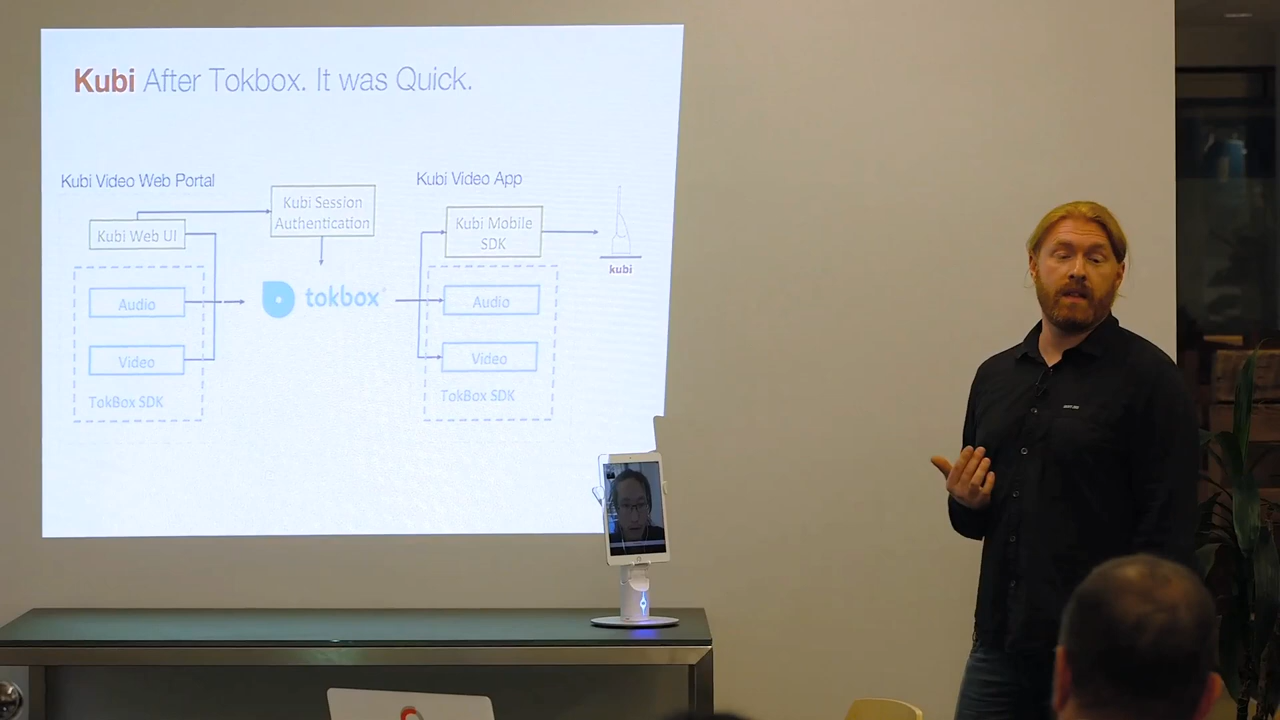 Kubi After Tokbox. It was Quick.
Kubi Video Web Portal
Kubi Video App
Kubi Session
Authentication
Kubi Web UI
Kubi Mobile
SDK
kubi
Audio
tokbox
Audio
Video
Video
TokBox SDK
TokBox SDK